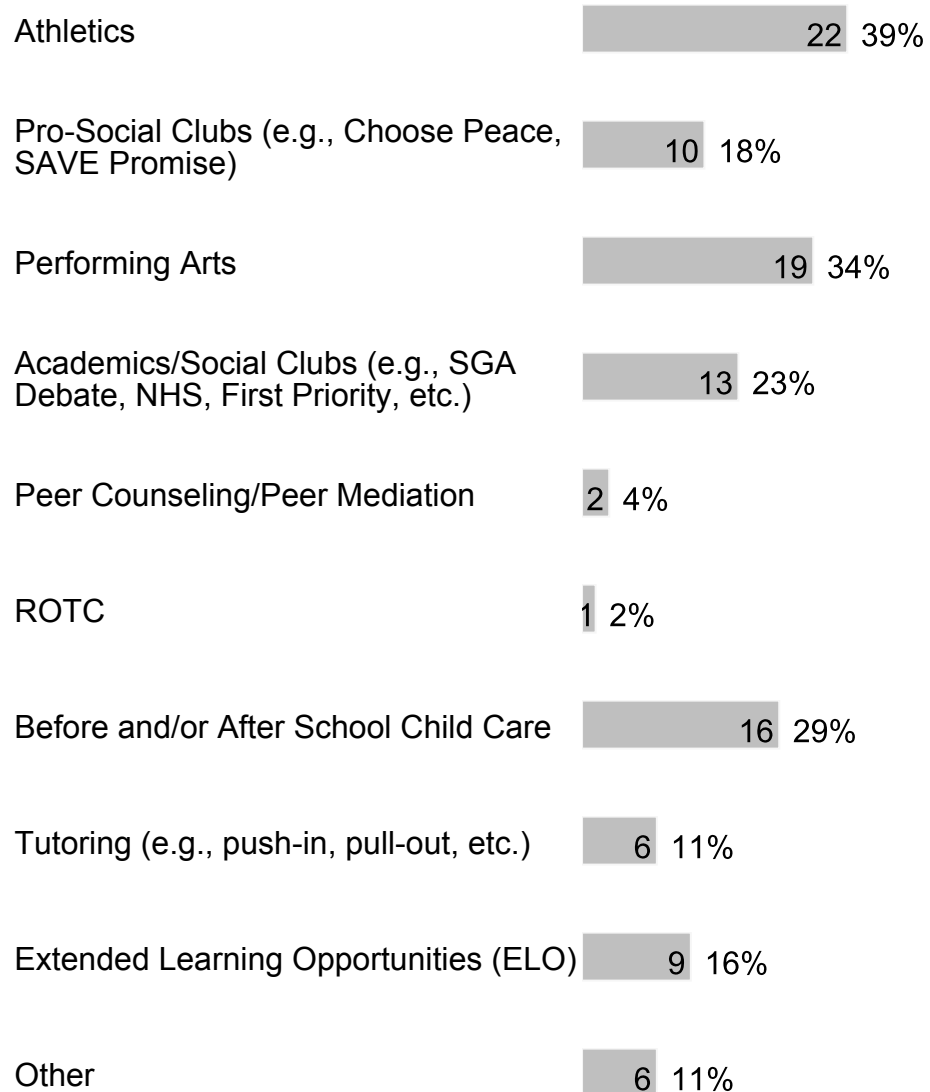 Athletics 22 39%
Pro-Social Clubs (e.g., Choose Peace,
SAVE Promise) 10 18%
Performing Arts 19 34%
Academics/Social Clubs (e.g., SGA
Debate, NHS, First Priority, etc.) 13 23%
Peer Counseling/Peer Mediation 2 4%
ROTC 1 2%
Before and/or After School Child Care 16 29%
Tutoring (e.g., push-in, pull-out, etc.) 6 11%
Extended Learning Opportunities (ELO) 9 16%
Other 6 11%